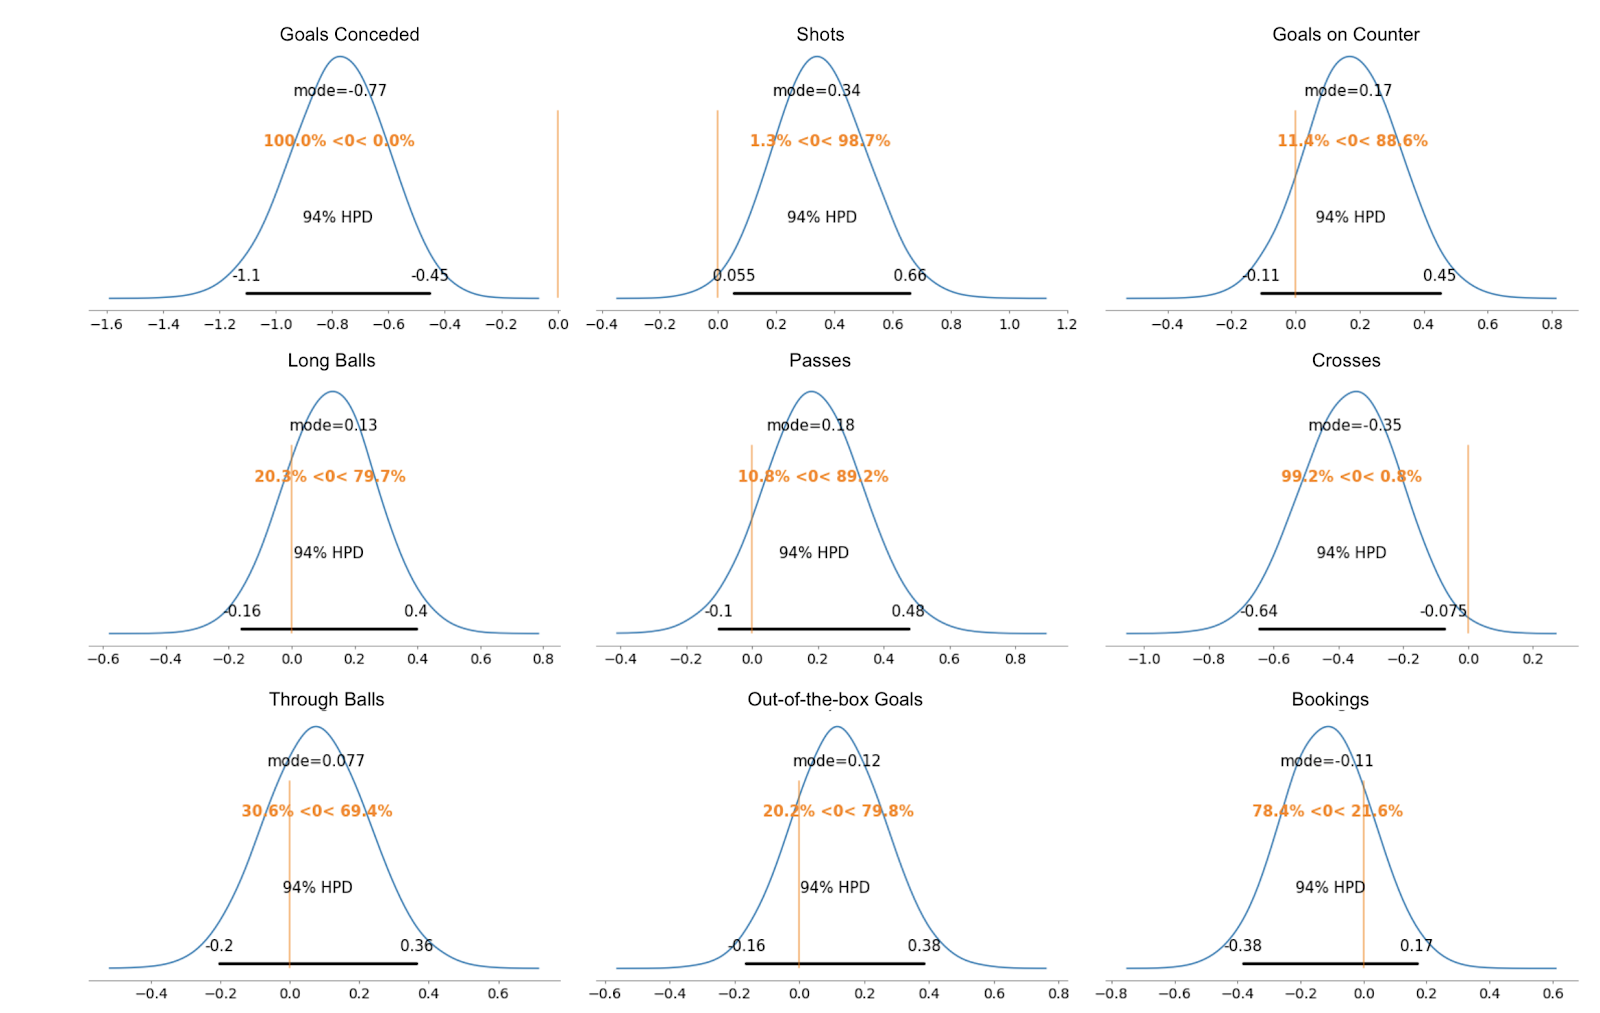 Goals Conceded
mode=-0.77
100.0% <0< 0.0%
94% HPD
-1.1 -0.45
−1.6 −1.4 −1.2 −1.0 −0.8 −0.6 −0.4 −0.2 0.0
Shots
mode=0.34
1.3% <0< 98.7%
94% HPD
0.055 0.66
−0.4 −0.2 0.0 0.2 0.4 0.6 0.8 1.0 1.2
Goals on Counter
mode=0.17
11.4% <0< 88.6%
94% HPD
-0.11 0.45
−0.4 −0.2 0.0 0.2 0.4 0.6 0.8
Long Balls
mode=0.13
20.3% <0< 79.7%
94% HPD
-0.16 0.4
−0.6 −0.4 −0.2 0.0 0.2 0.4 0.6 0.8
Passes
mode=0.18
10.8% <0< 89.2%
94% HPD
-0.1 0.48
−0.4 −0.2 0.0 0.2 0.4 0.6 0.8
Crosses
mode=-0.35
99.2% <0< 0.8%
94% HPD
-0.64 -0.075
−1.0 −0.8 −0.6 −0.4 −0.2 0.0 0.2
Through Balls
mode=0.077
30.6% <0< 69.4%
94% HPD
-0.2 0.36
−0.4 −0.2 0.0 0.2 0.4 0.6
Out-of-the-box Goals
mode=0.12
20.2% <0< 79.8%
94% HPD
-0.16 0.38
−0.6 −0.4 −0.2 0.0 0.2 0.4 0.6 0.8
Bookings
mode=-0.11
78.4% <0< 21.6%
94% HPD
-0.38 0.17
−0.8 −0.6 −0.4 −0.2 0.0 0.2 0.4 0.6